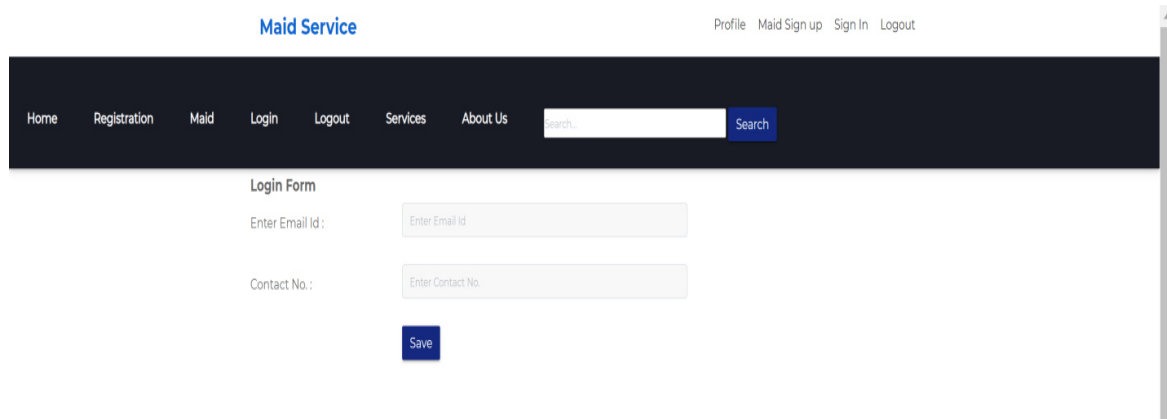 Maid Service Profile Maid Sign up Sign In Logout
Home Registration Maid Login Logout Services About Us Search... Search
Login Form
Enter Email Id : Enter Email Id
Contact No. : Enter Contact No.
Save